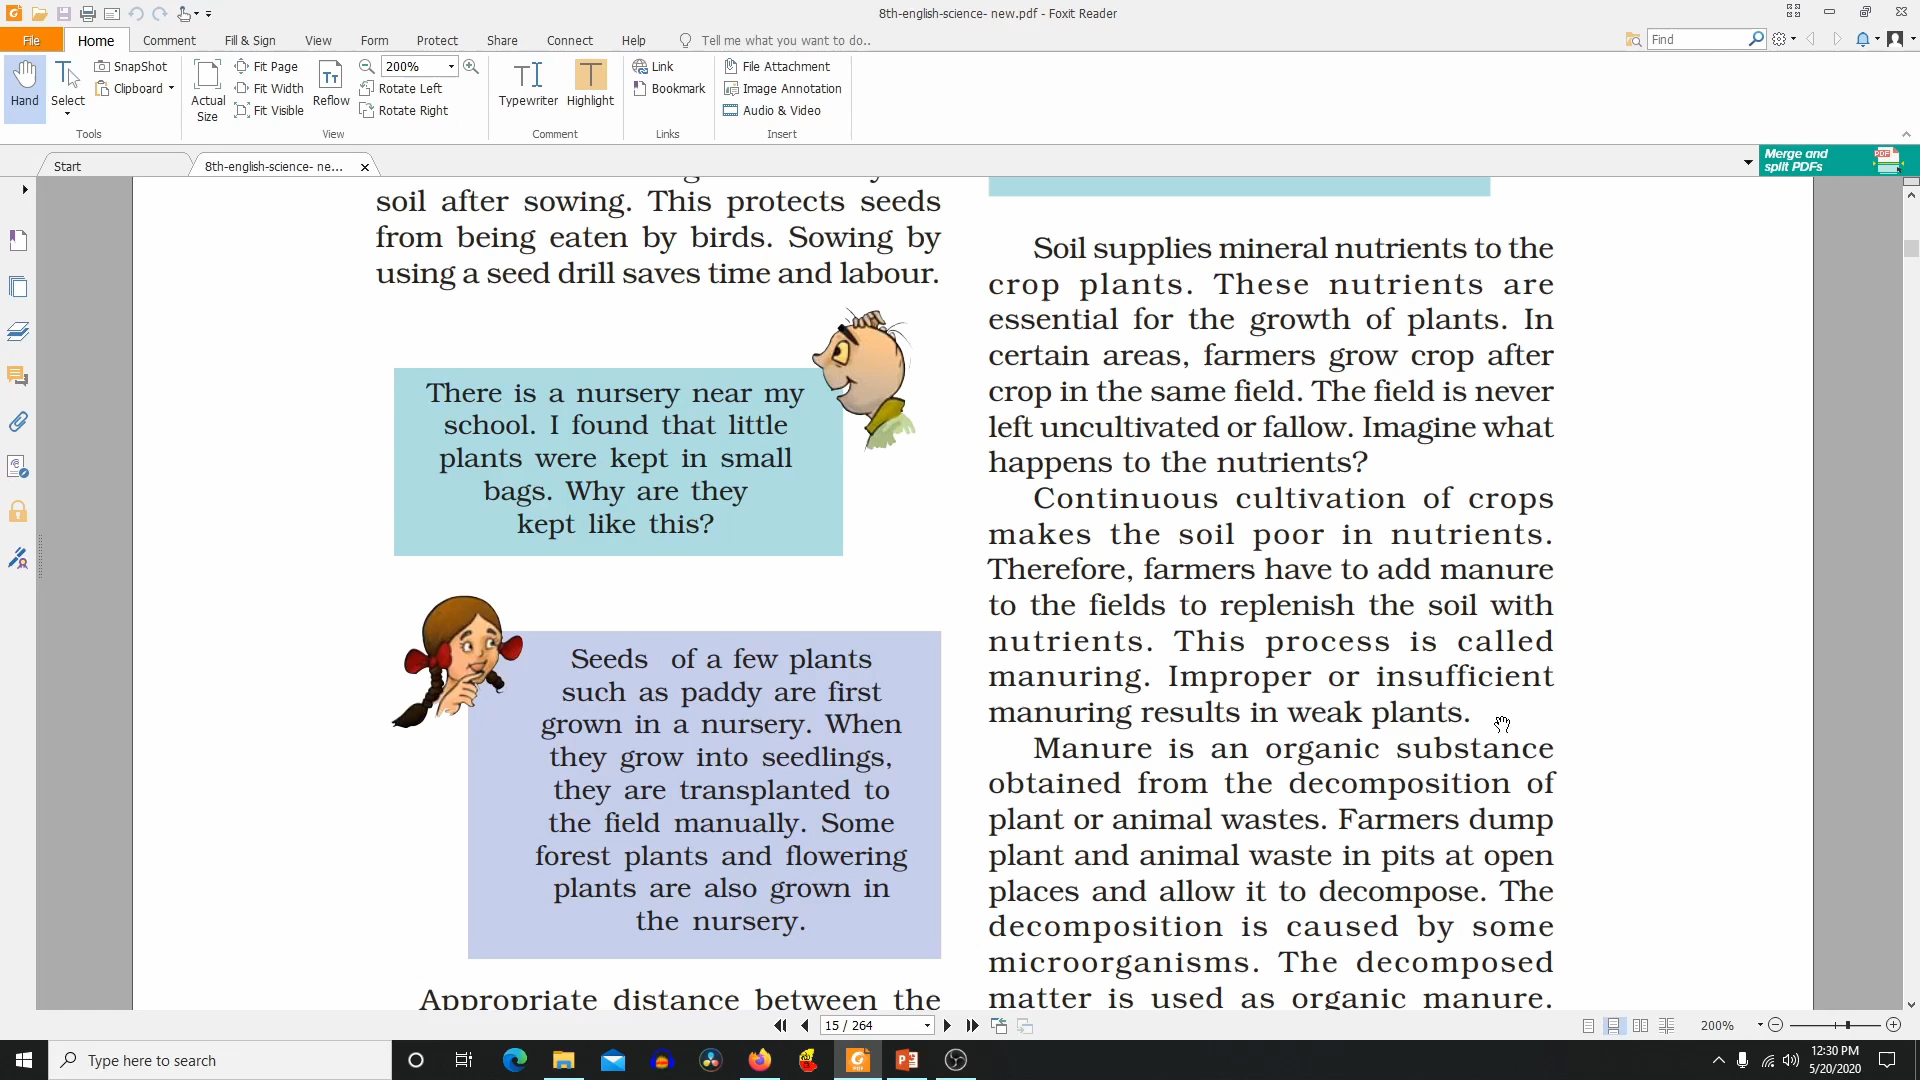 8th-english-science- new.pdf - Foxit Reader
File Home Comment Fill & Sign View Form Protect Share Connect Help Tell me what you want to do.. Find
Hand
Select
SnapShot
Clipboard
Tools
Actual
Size
Fit Page
Fit Width
Fit Visible
Reflow
200%
Rotate Left
Rotate Right
View
Typewriter
Highlight
Comment
Link
Bookmark
Links
File Attachment
Image Annotation
Audio & Video
Insert
Start
8th-english-science- ne...
Merge and
split PDFs
soil after sowing. This protects seeds
from being eaten by birds. Sowing by
using a seed drill saves time and labour.
There is a nursery near my
school. I found that little
plants were kept in small
bags. Why are they
kept like this?
Seeds of a few plants
such as paddy are first
grown in a nursery. When
they grow into seedlings,
they are transplanted to
the field manually. Some
forest plants and flowering
plants are also grown in
the nursery.
Appropriate distance between the
Soil supplies mineral nutrients to the
crop plants. These nutrients are
essential for the growth of plants. In
certain areas, farmers grow crop after
crop in the same field. The field is never
left uncultivated or fallow. Imagine what
happens to the nutrients?
Continuous cultivation of crops
makes the soil poor in nutrients.
Therefore, farmers have to add manure
to the fields to replenish the soil with
nutrients. This process is called
manuring. Improper or insufficient
manuring results in weak plants.
Manure is an organic substance
obtained from the decomposition of
plant or animal wastes. Farmers dump
plant and animal waste in pits at open
places and allow it to decompose. The
decomposition is caused by some
microorganisms. The decomposed
matter is used as organic manure.
15 / 264
200%
Type here to search
12:30 PM
5/20/2020